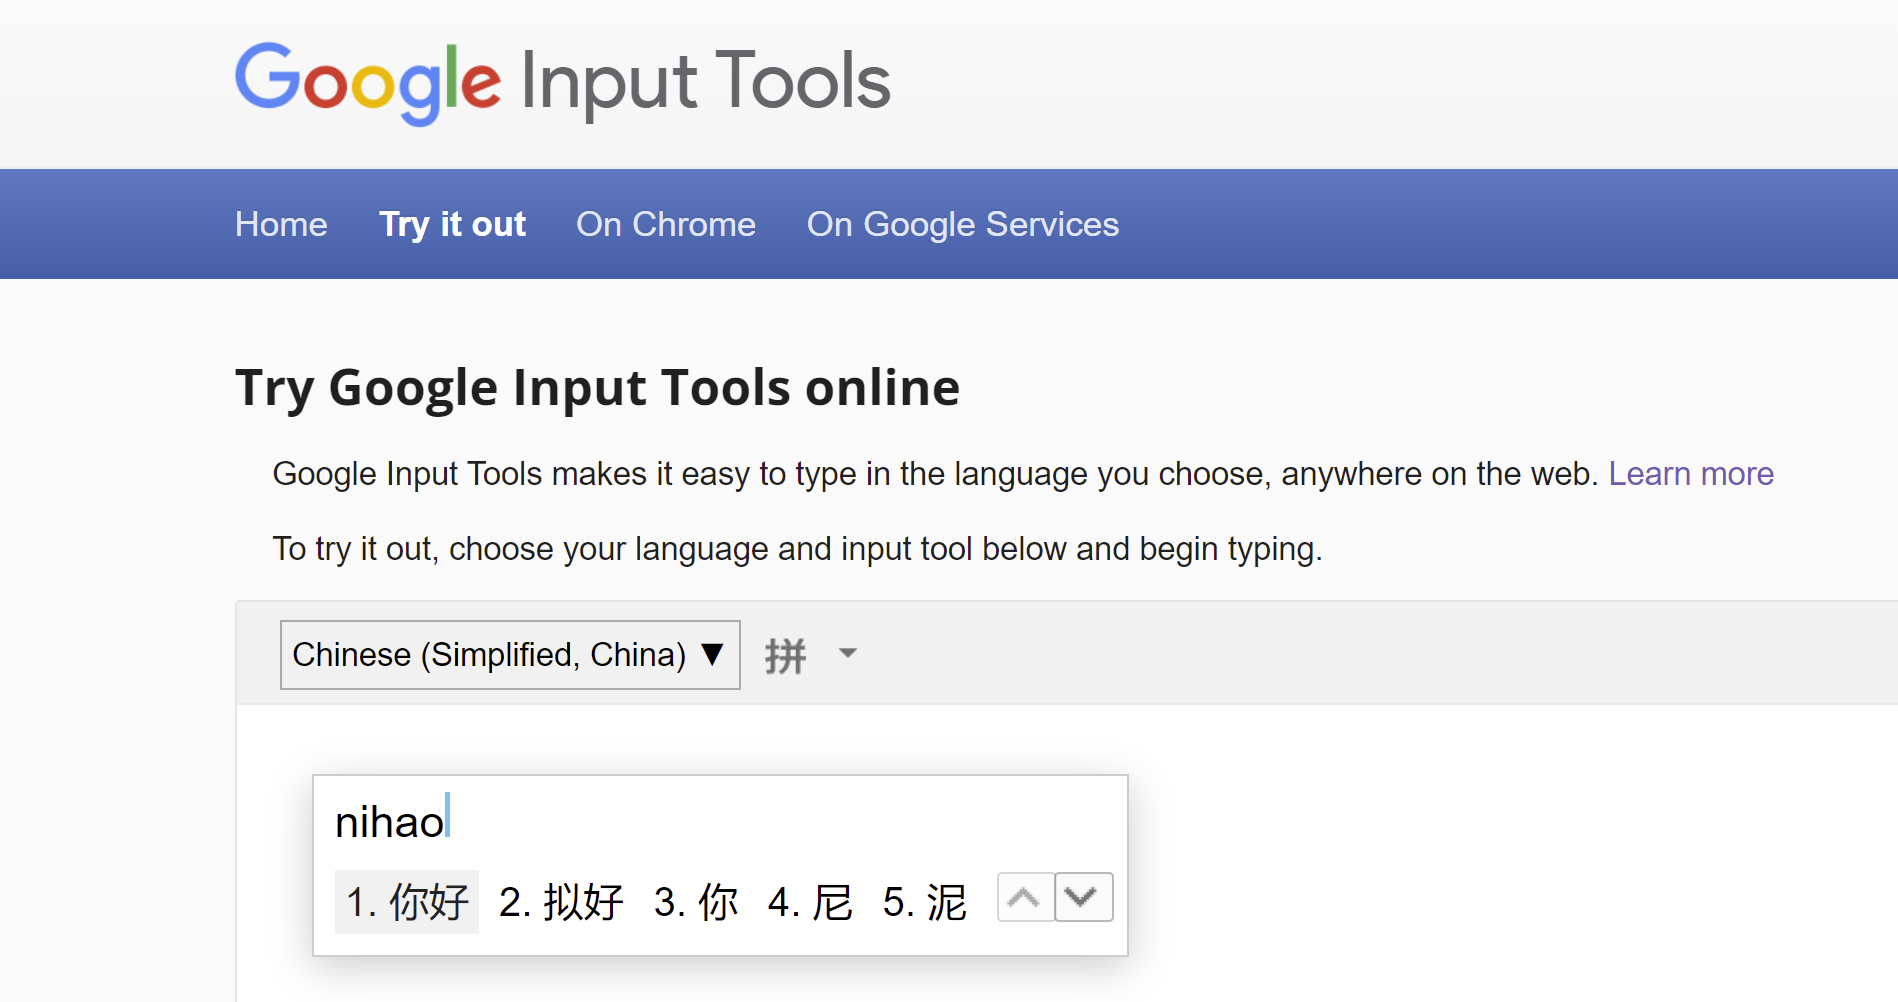 Google Input Tools
Home Try it out On Chrome On Google Services
Try Google Input Tools online
Google Input Tools makes it easy to type in the language you choose, anywhere on the web. Learn more
To try it out, choose your language and input tool below and begin typing.
Chinese (Simplified, China) ▼ 拼
nihao
1. 你好 2. 拟好 3. 你 4. 尼 5. 泥